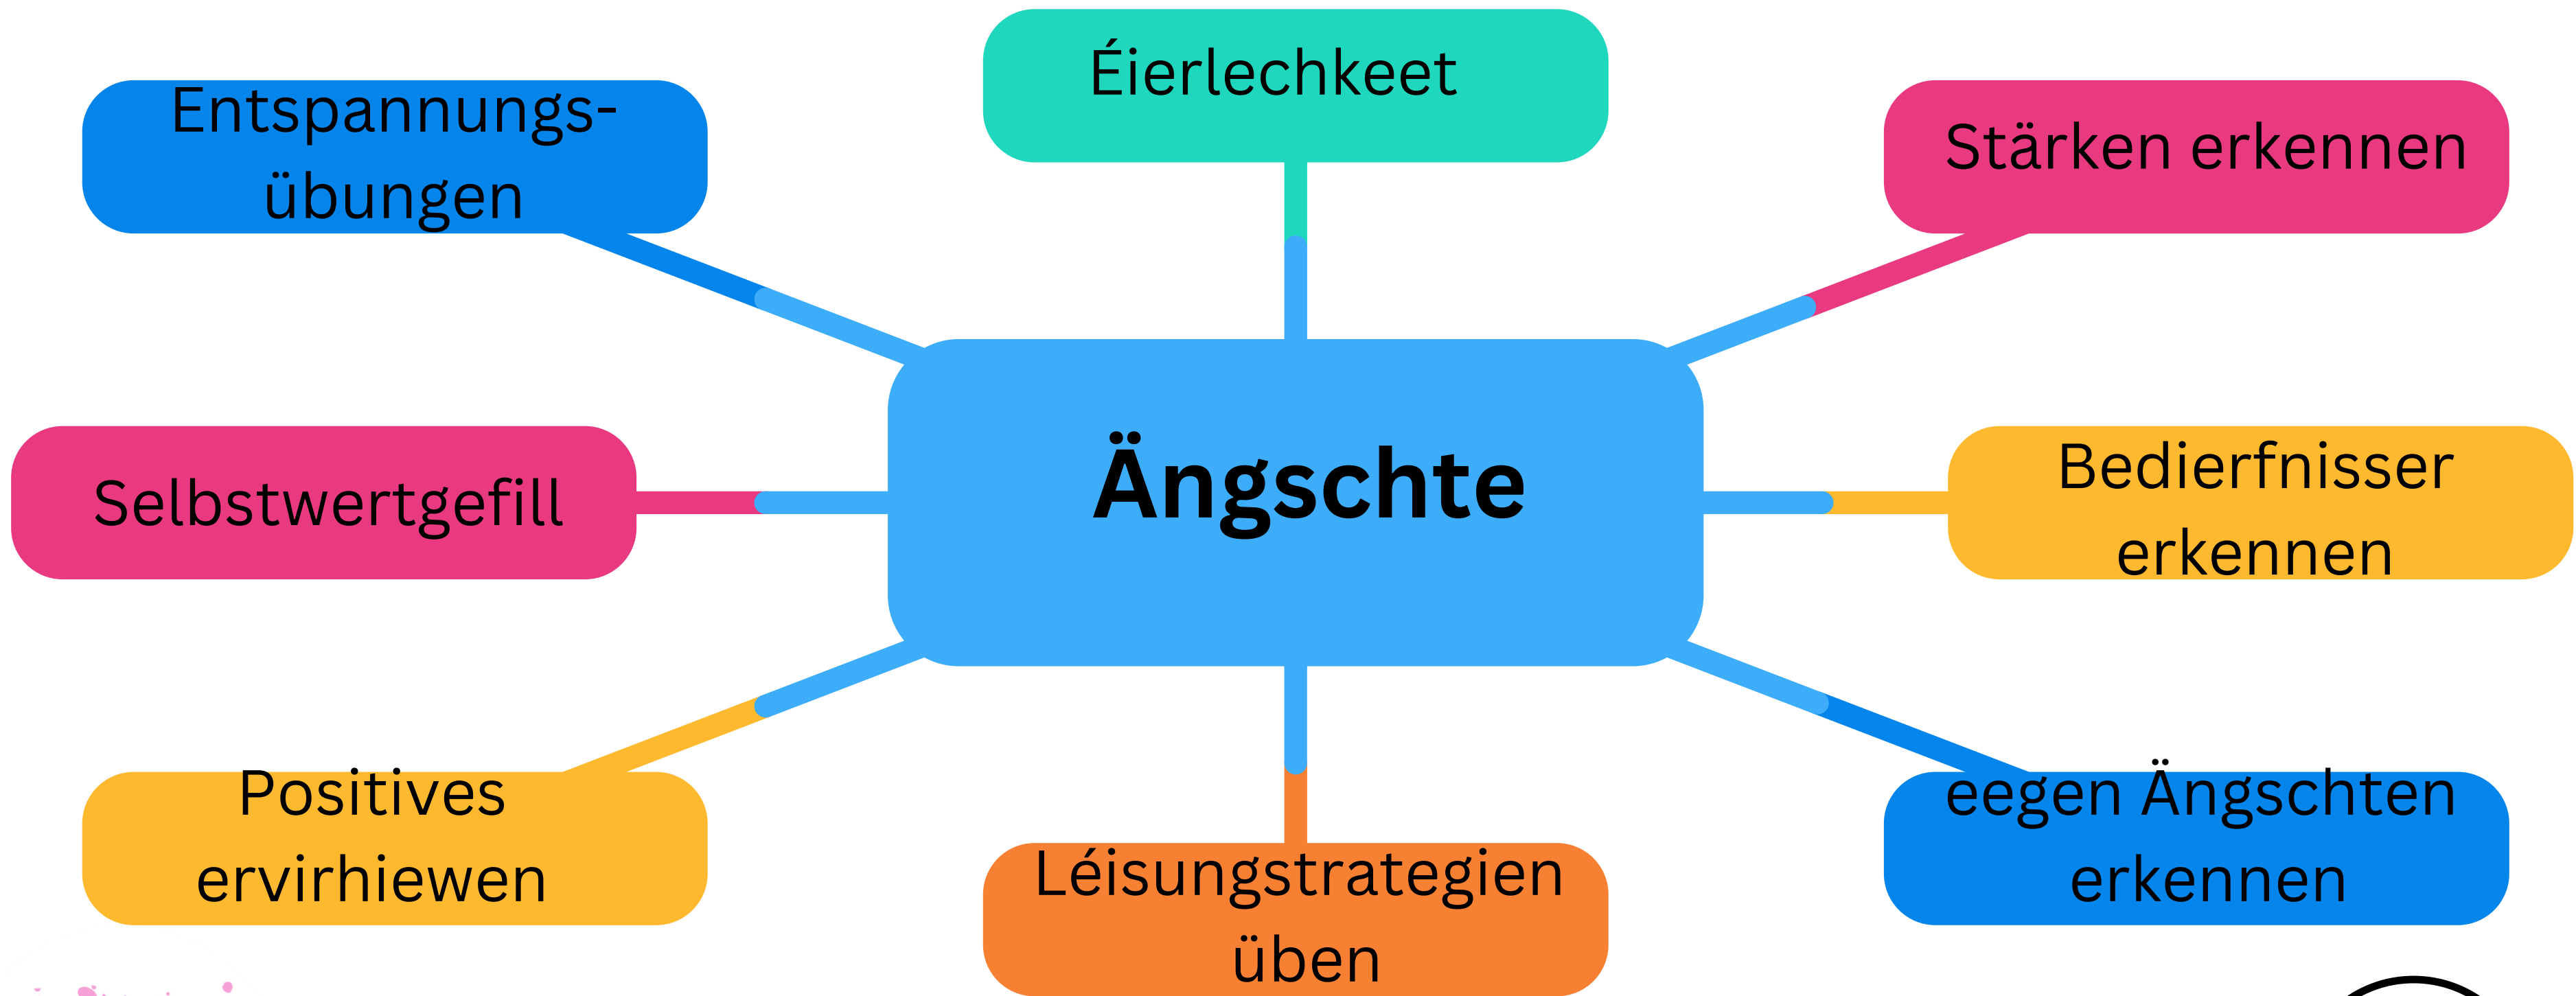 Éierlechkeet
Entspannungs-
übungen
Stärken erkennen
Ängschte
Selbstwertgefill
Bedierfnisser
erkennen
Positives
ervirhiewen
Léisungstrategien
üben
eegen Ängschten
erkennen